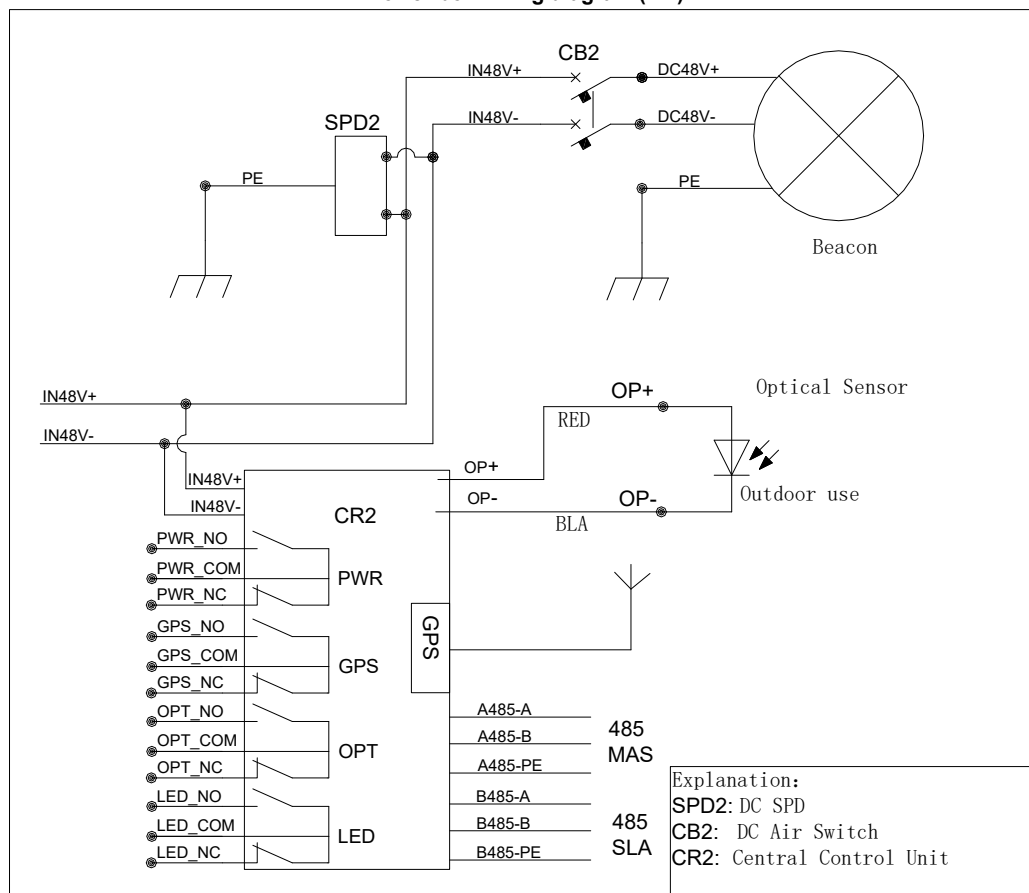 CB2
IN48V+
DC48V+
IN48V-
DC48V-
SPD2
PE
PE
Beacon
IN48V+
IN48V-
OP+
Optical Sensor
RED
IN48V+
OP+
IN48V-
OP-
OP-
Outdoor use
CR2
BLA
PWR_NO
PWR_COM
PWR
PWR_NC
GPS
GPS_NO
GPS_COM
GPS
GPS_NC
OPT_NO
A485-A
485
OPT_COM
OPT
A485-B
MAS
OPT_NC
A485-PE
LED_NO
B485-A
LED_COM
LED
B485-B
485
SLA
LED_NC
B485-PE
Explanation:
SPD2: DC SPD
CB2: DC Air Switch
CR2: Central Control Unit